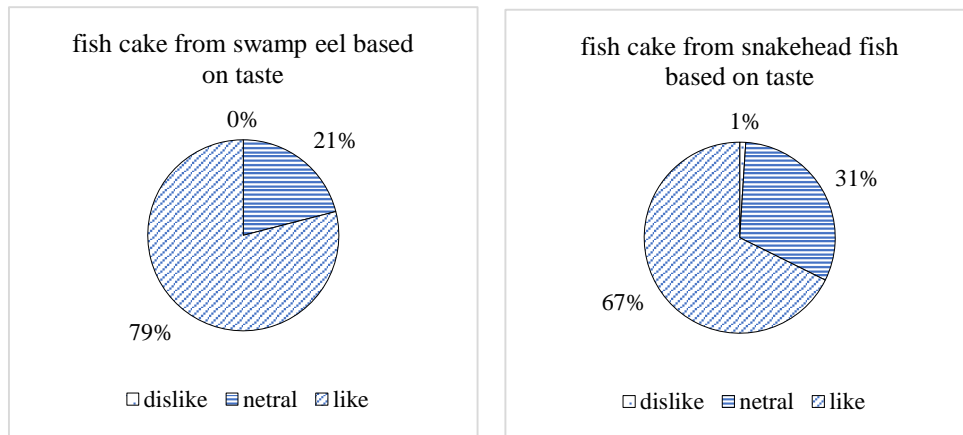 fish cake from swamp eel based
on taste
0%
21%
79%
dislike netral like
fish cake from snakehead fish
based on taste
1%
31%
67%
dislike netral like